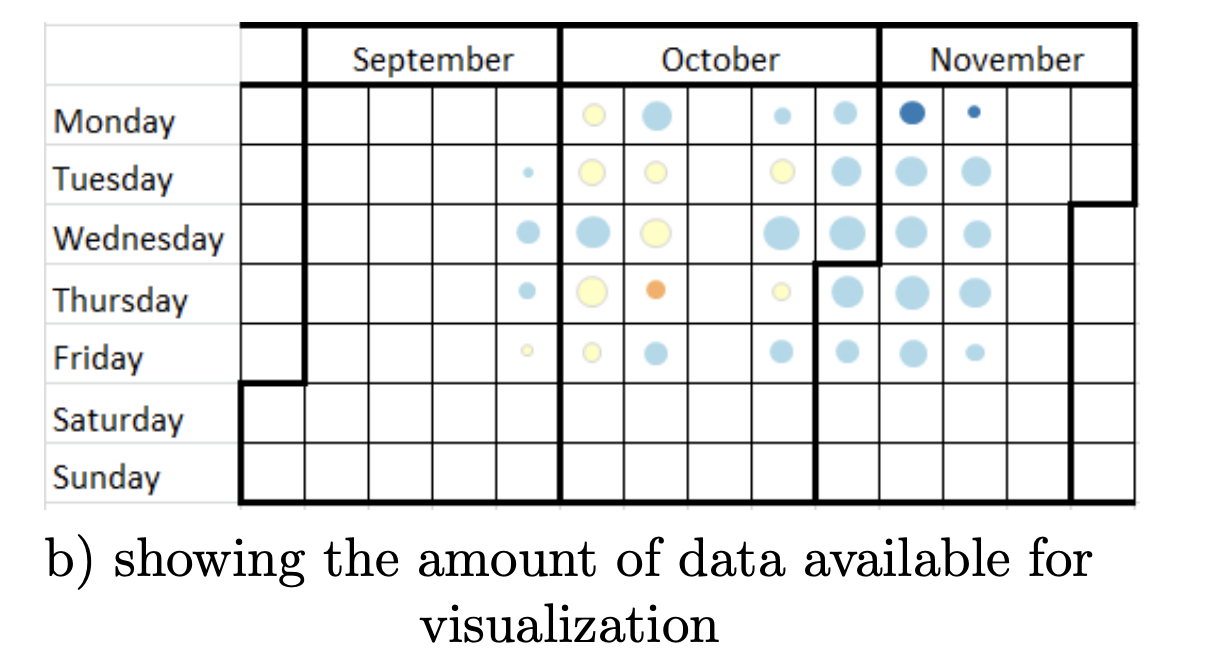 September October November
Monday
Tuesday
Wednesday
Thursday
Friday
Saturday
Sunday
b) showing the amount of data available for
visualization